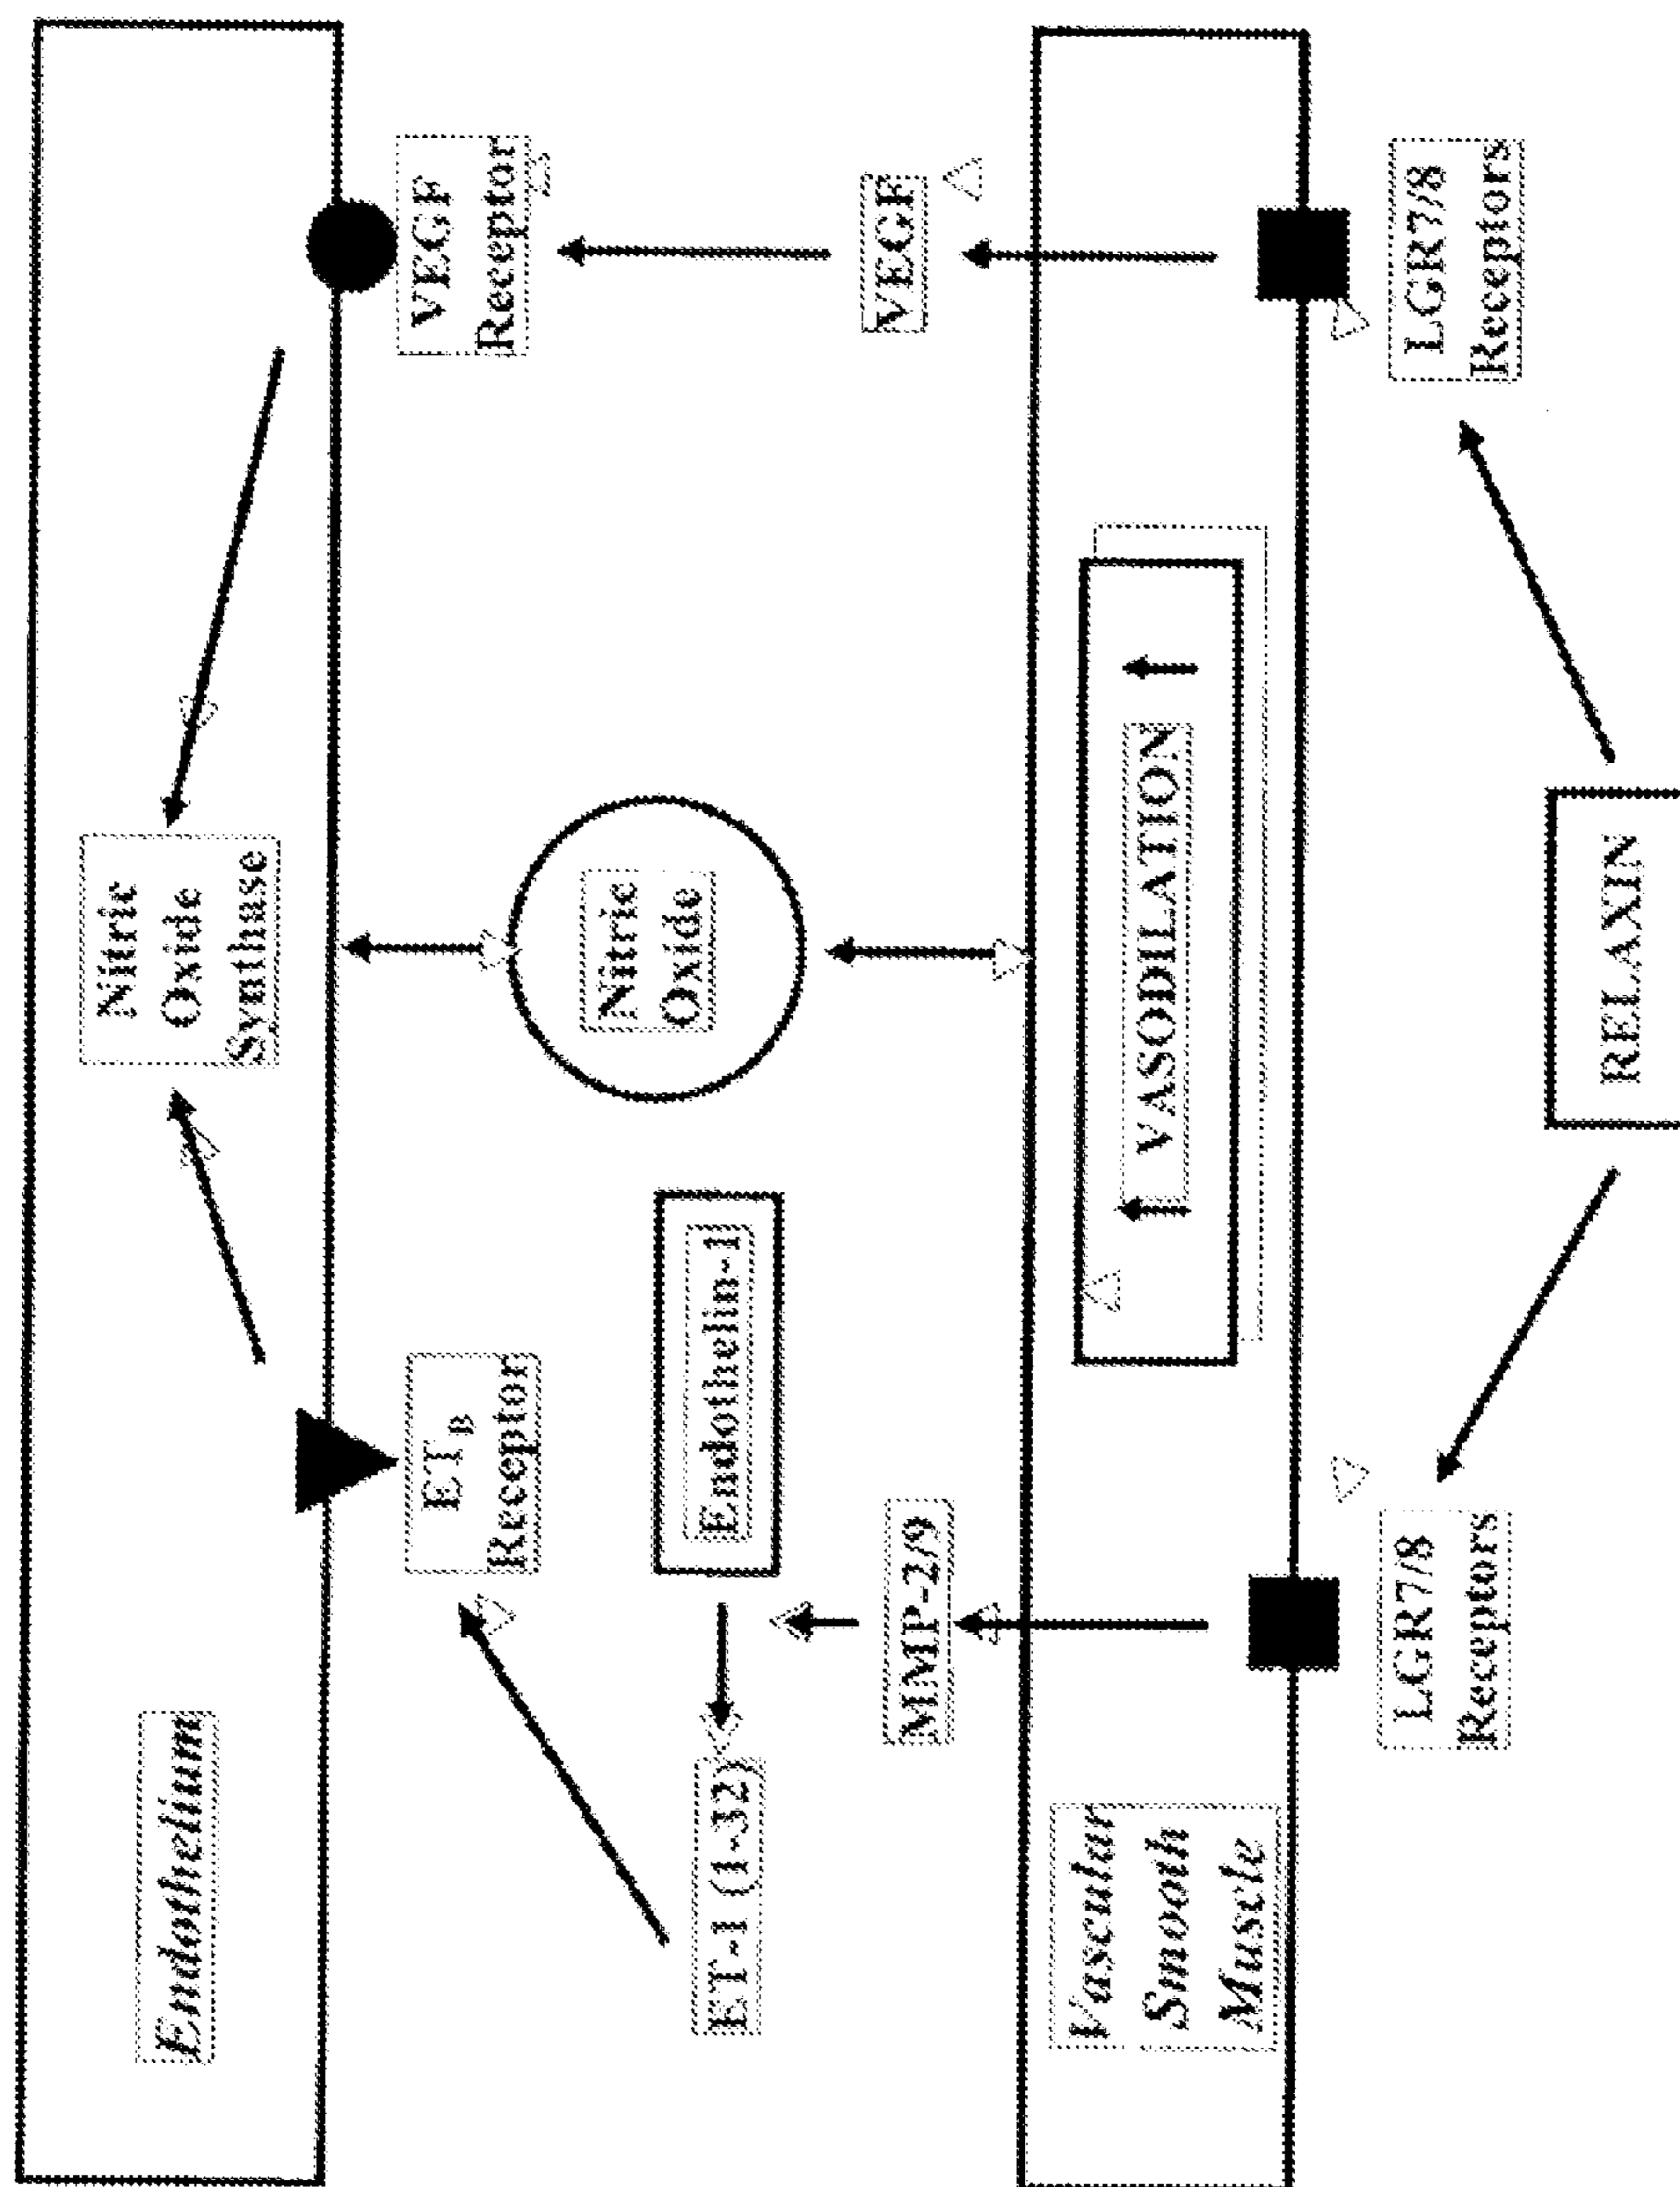 Endothelium
Nitric
Oxide
Synthase
ET_B
Receptor
VEGF
Receptor
Nitric
Oxide
Endothelin-1
ET-1 (1-32)
MMP-2/9
VEGF
Vascular
Smooth
Muscle
VASODILATION
LGR7/8
Receptors
LGR7/8
Receptors
RELAXIN